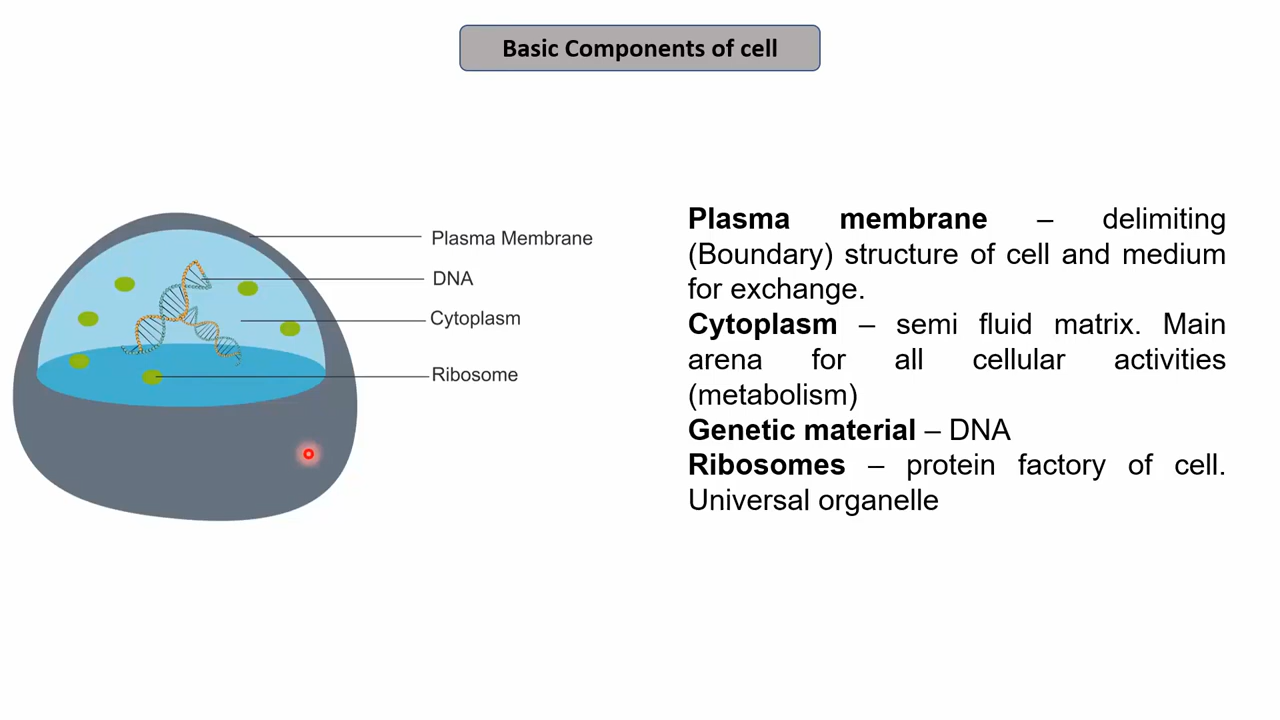 Basic Components of cell
Plasma Membrane
DNA
Cytoplasm
Ribosome
Plasma membrane – delimiting
(Boundary) structure of cell and medium
for exchange.
Cytoplasm – semi fluid matrix. Main
arena for all cellular activities
(metabolism)
Genetic material – DNA
Ribosomes – protein factory of cell.
Universal organelle